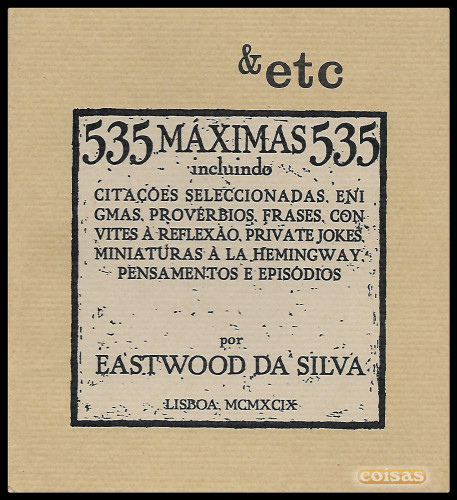 & etc
535 MÁXIMAS 535
incluindo
CITAÇÕES SELECCIONADAS, ENI
GMAS, PROVÉRBIOS, FRASES, CON
VITES À REFLEXÃO, PRIVATE JOKES,
MINIATURAS À LA HEMINGWAY,
PENSAMENTOS E EPISÓDIOS
por
EASTWOOD DA SILVA
LISBOA, MCMXCIX
coisas